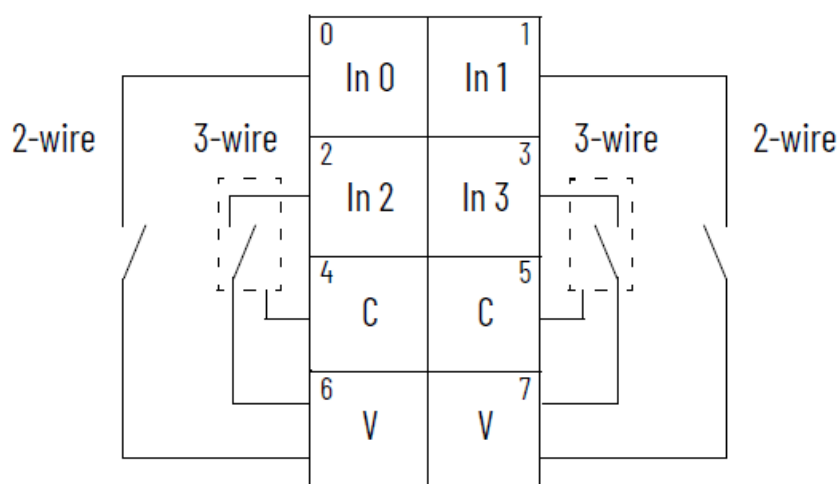 0 1
In 0 In 1
2-wire 3-wire 3-wire 2-wire
2 3
In 2 In 3
4 5
C C
6 7
V V